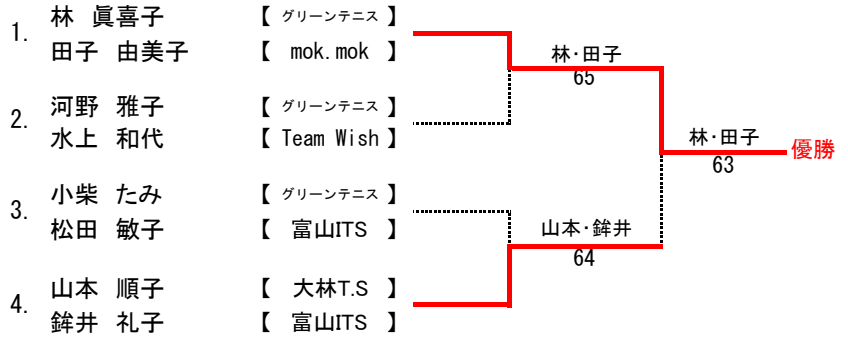 1. 林 眞喜子 【 グリーンテニス 】
田子 由美子 【 mok.mok 】
林・田子
65
2. 河野 雅子 【 グリーンテニス 】
水上 和代 【 Team Wish 】
林・田子
63
優勝
3. 小柴 たみ 【 グリーンテニス 】
松田 敏子 【 富山ITS 】
山本・鉾井
64
4. 山本 順子 【 大林T.S 】
鉾井 礼子 【 富山ITS 】